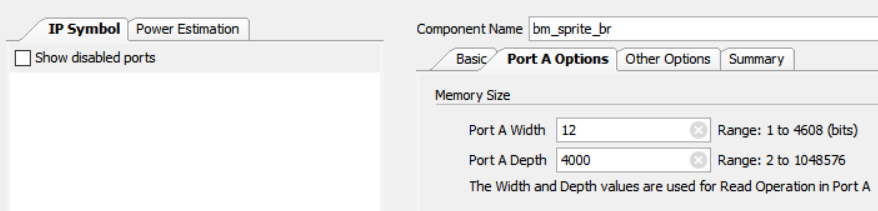 IP Symbol Power Estimation
Show disabled ports
Component Name bm_sprite_br
Basic Port A Options Other Options Summary
Memory Size
Port A Width 12 Range: 1 to 4608 (bits)
Port A Depth 4000 Range: 2 to 1048576
The Width and Depth values are used for Read Operation in Port A